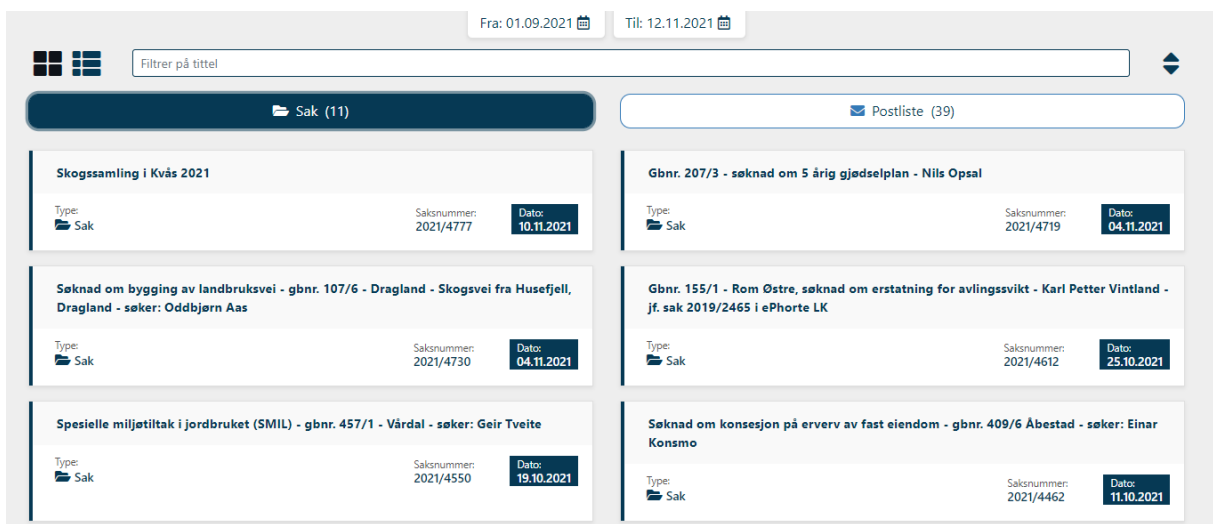 Fra: 01.09.2021
Til: 12.11.2021
Filtrer på tittel
Sak (11)
Postliste (39)
Skogssamling i Kvås 2021
Type:
Sak
Saksnummer:
2021/4777
Dato:
10.11.2021
Gbnr. 207/3 - søknad om 5 årig gjødselplan - Nils Opsal
Type:
Sak
Saksnummer:
2021/4719
Dato:
04.11.2021
Søknad om bygging av landbruksvei - gbnr. 107/6 - Dragland - Skogsvei fra Husefjell,
Dragland - søker: Oddbjørn Aas
Type:
Sak
Saksnummer:
2021/4730
Dato:
04.11.2021
Gbnr. 155/1 - Rom Østre, søknad om erstatning for avlingssvikt - Karl Petter Vintland -
jf. sak 2019/2465 i ePhorte LK
Type:
Sak
Saksnummer:
2021/4612
Dato:
25.10.2021
Spesielle miljøtiltak i jordbruket (SMIL) - gbnr. 457/1 - Vårdal - søker: Geir Tveite
Type:
Sak
Saksnummer:
2021/4550
Dato:
19.10.2021
Søknad om konsesjon på erverv av fast eiendom - gbnr. 409/6 Åbestad - søker: Einar
Konsmo
Type:
Sak
Saksnummer:
2021/4462
Dato:
11.10.2021